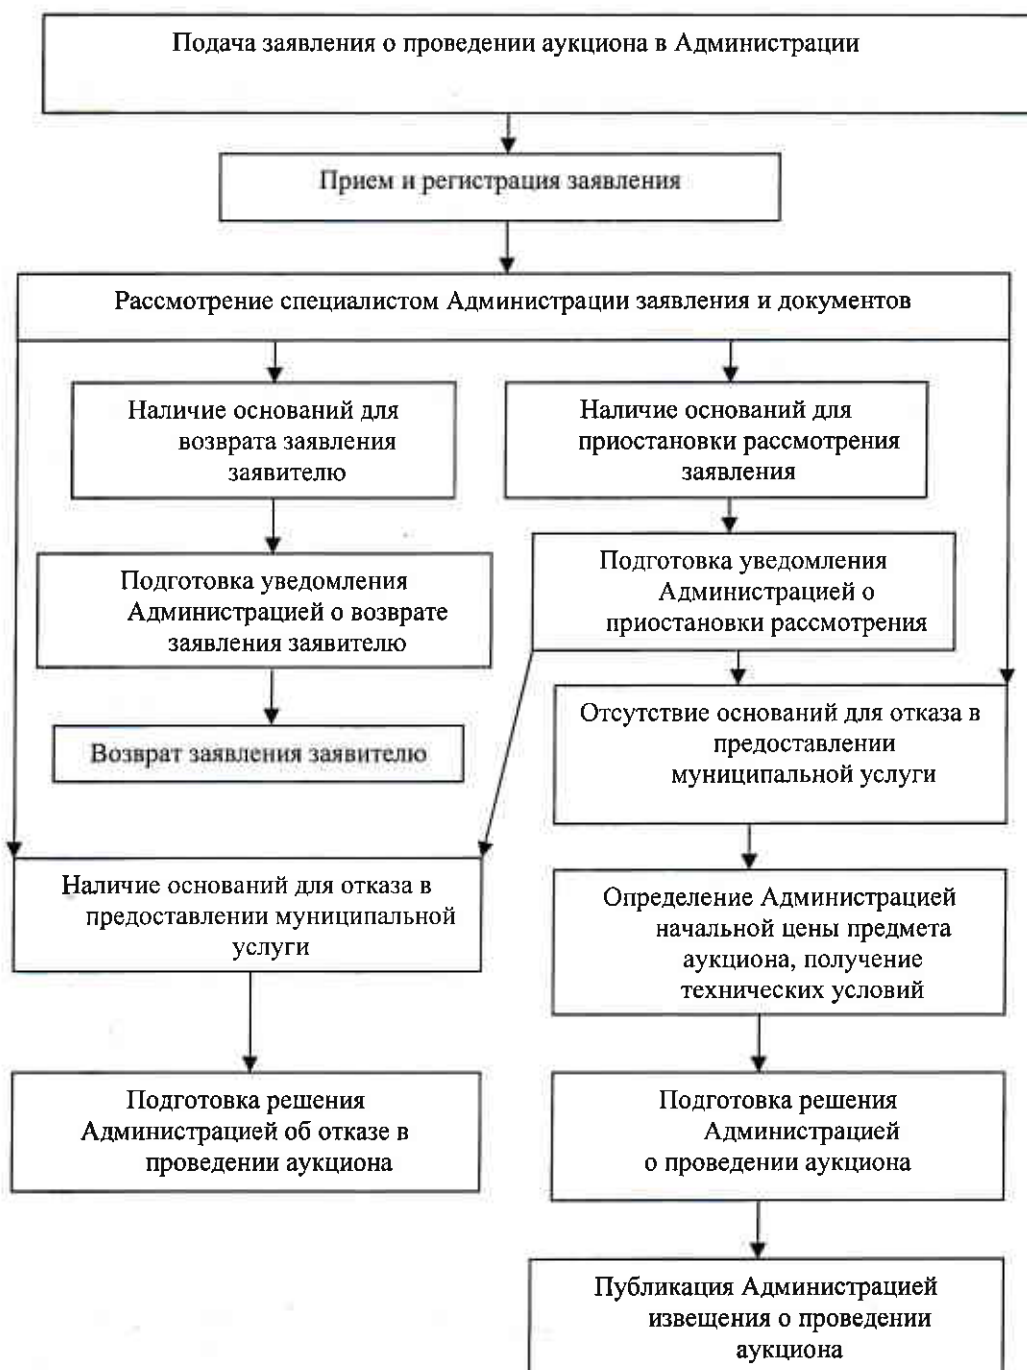 Подача заявления о проведении аукциона в Администрации
Прием и регистрация заявления
Рассмотрение специалистом Администрации заявления и документов
Наличие оснований для
возврата заявления
заявителю
Наличие оснований для
приостановки рассмотрения
заявления
Подготовка уведомления
Администрацией о возврате
заявления заявителю
Подготовка уведомления
Администрацией о
приостановки рассмотрения
Возврат заявления заявителю
Отсутствие оснований для отказа в
предоставлении
муниципальной услуги
Наличие оснований для отказа в
предоставлении муниципальной
услуги
Определение Администрацией
начальной цены предмета
аукциона, получение
технических условий
Подготовка решения
Администрацией об отказе в
проведении аукциона
Подготовка решения
Администрацией
о проведении аукциона
Публикация Администрацией
извещения о проведении
аукциона